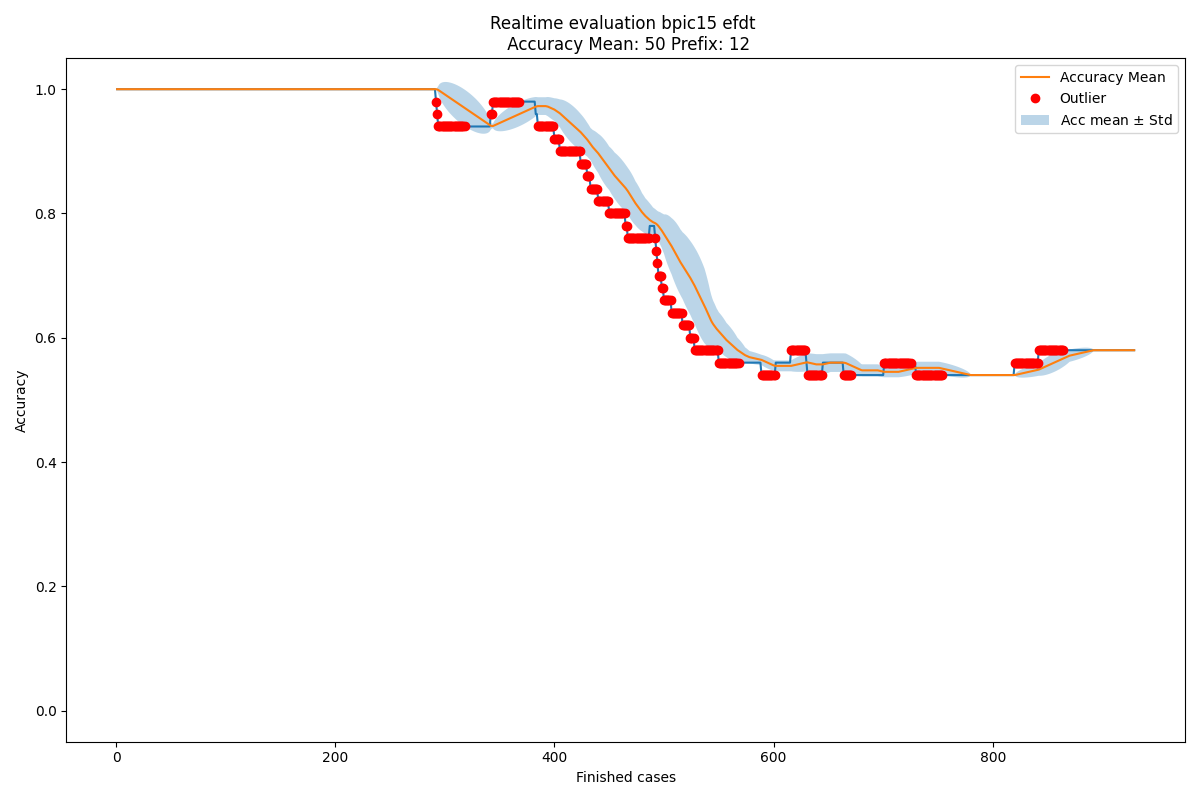 Realtime evaluation bpic15 efdt
Accuracy Mean: 50 Prefix: 12
Accuracy Mean
Outlier
Acc mean ± Std
1.0
0.8
0.6
0.4
0.2
0.0
Accuracy
0
200
400
600
800
Finished cases